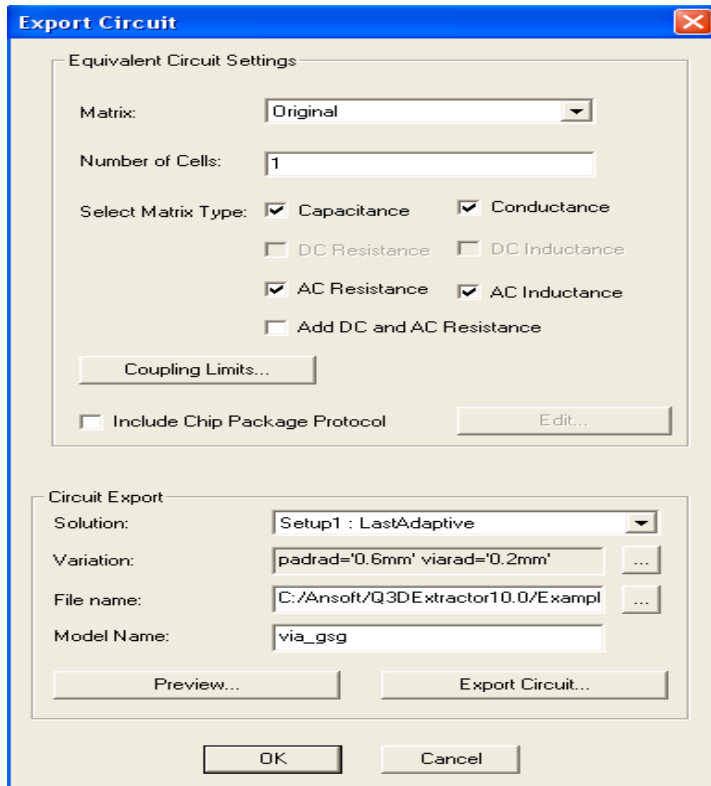 Export Circuit
Equivalent Circuit Settings
Matrix: Original
Number of Cells: 1
Select Matrix Type: Capacitance Conductance
DC Resistance DC Inductance
AC Resistance AC Inductance
Add DC and AC Resistance
Coupling Limits...
Include Chip Package Protocol Edit...
Circuit Export
Solution: Setup1 : LastAdaptive
Variation: padrad='0.6mm' viarad='0.2mm' ...
File name: C:/Ansoft/Q3DExtractor10.0/Exampl ...
Model Name: via_gsg
Preview... Export Circuit...
OK Cancel